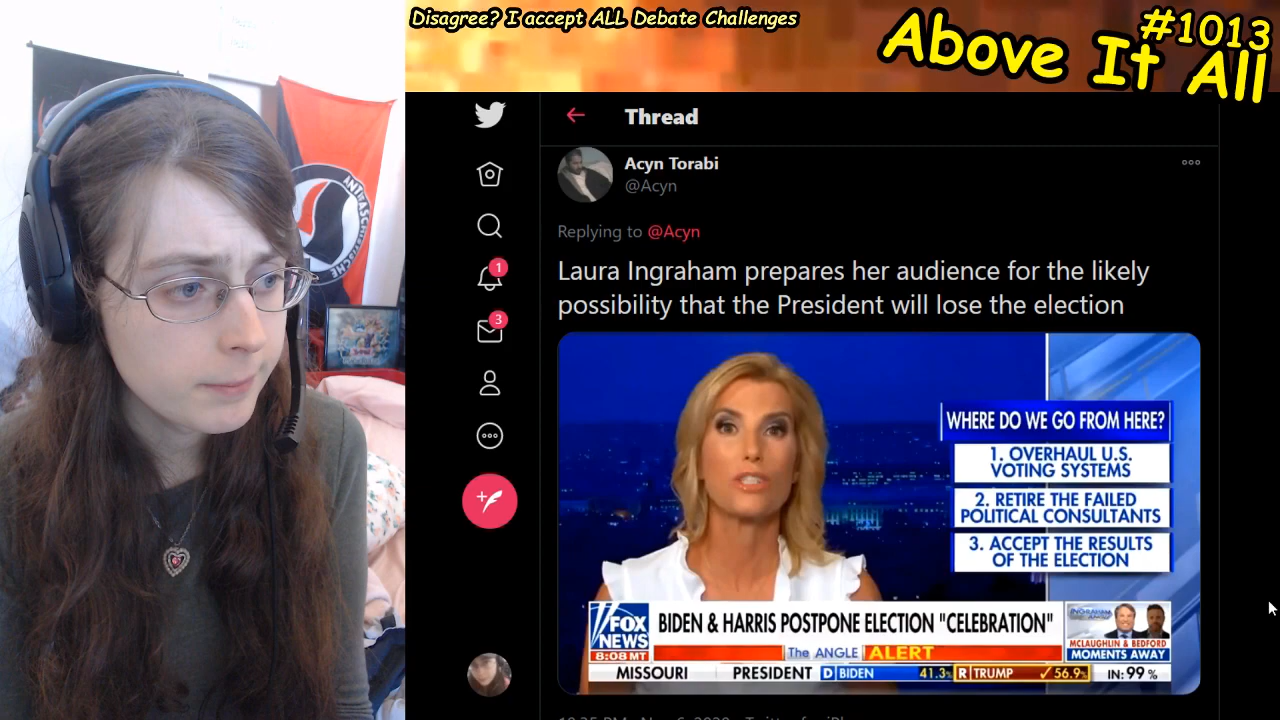 Disagree? I accept ALL Debate Challenges
#1013
Above It All
Thread
Acyn Torabi
@Acyn
Replying to @Acyn
1
3
Laura Ingraham prepares her audience for the likely
possibility that the President will lose the election
WHERE DO WE GO FROM HERE?
1. OVERHAUL U.S.
VOTING SYSTEMS
2. RETIRE THE FAILED
POLITICAL CONSULTANTS
3. ACCEPT THE RESULTS
OF THE ELECTION
FOX
NEWS
8:08 MT
BIDEN & HARRIS POSTPONE ELECTION "CELEBRATION"
The ANGLE ALERT
MCLAUGHLIN & BEDFORD
MOMENTS AWAY
MISSOURI PRESIDENT D BIDEN 41.3% R TRUMP ✓56.9% IN: 99%